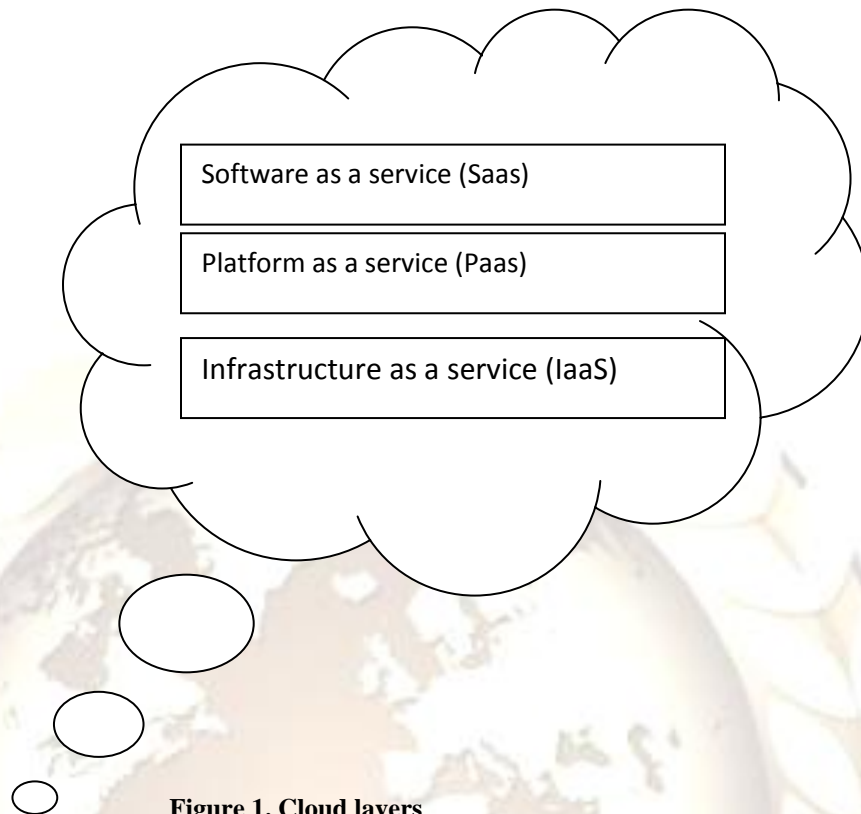 Software as a service (Saas)
Platform as a service (Paas)
Infrastructure as a service (IaaS)
Figure 1. Cloud layers